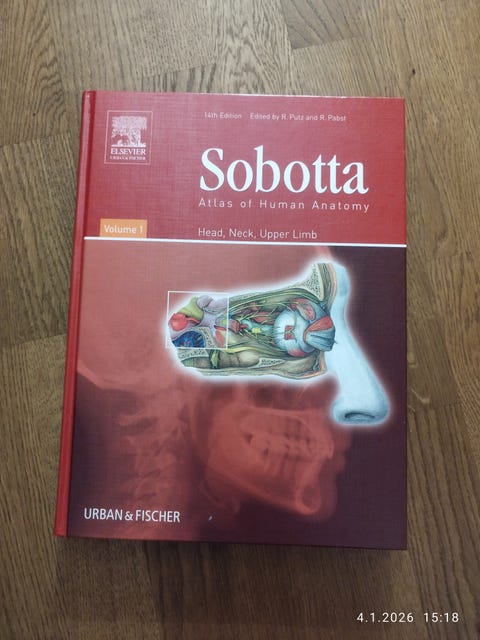 14th Edition Edited by R. Putz and R. Pabst
ELSEVIER
URBAN & FISCHER
Sobotta
Atlas of Human Anatomy
Volume 1
Head, Neck, Upper Limb
URBAN & FISCHER
4.1.2026 15:18